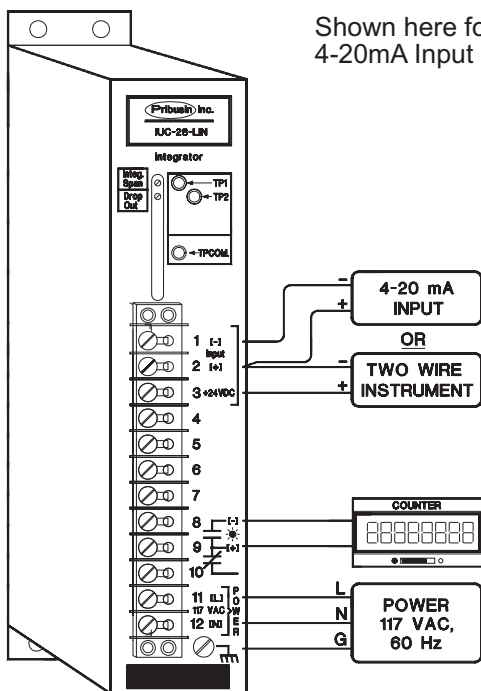 Shown here fo
4-20mA Input
Pribusin Inc.
IUC-28-LIN
Integrator
Integ.
Span
Drop
Out
TP1
TP2
TPCOM.
1 [-]
Input
2 [+]
3 +24VDC
4
5
6
7
8 [-]
9 [+]
10
11 [L]
117 VAC
12 [N]
POWER
- 4-20 mA
+ INPUT
OR
- TWO WIRE
+ INSTRUMENT
COUNTER
88888888
L POWER
N 117 VAC,
G 60 Hz